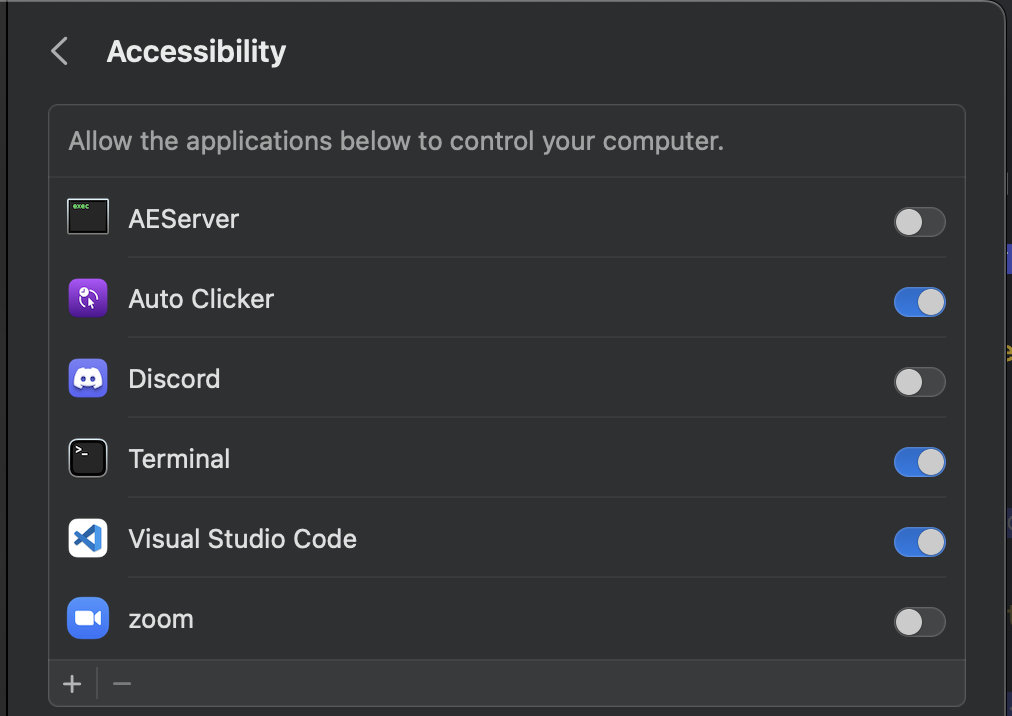 Accessibility
Allow the applications below to control your computer.
exec
AEServer
Auto Clicker
Discord
>_
Terminal
Visual Studio Code
zoom